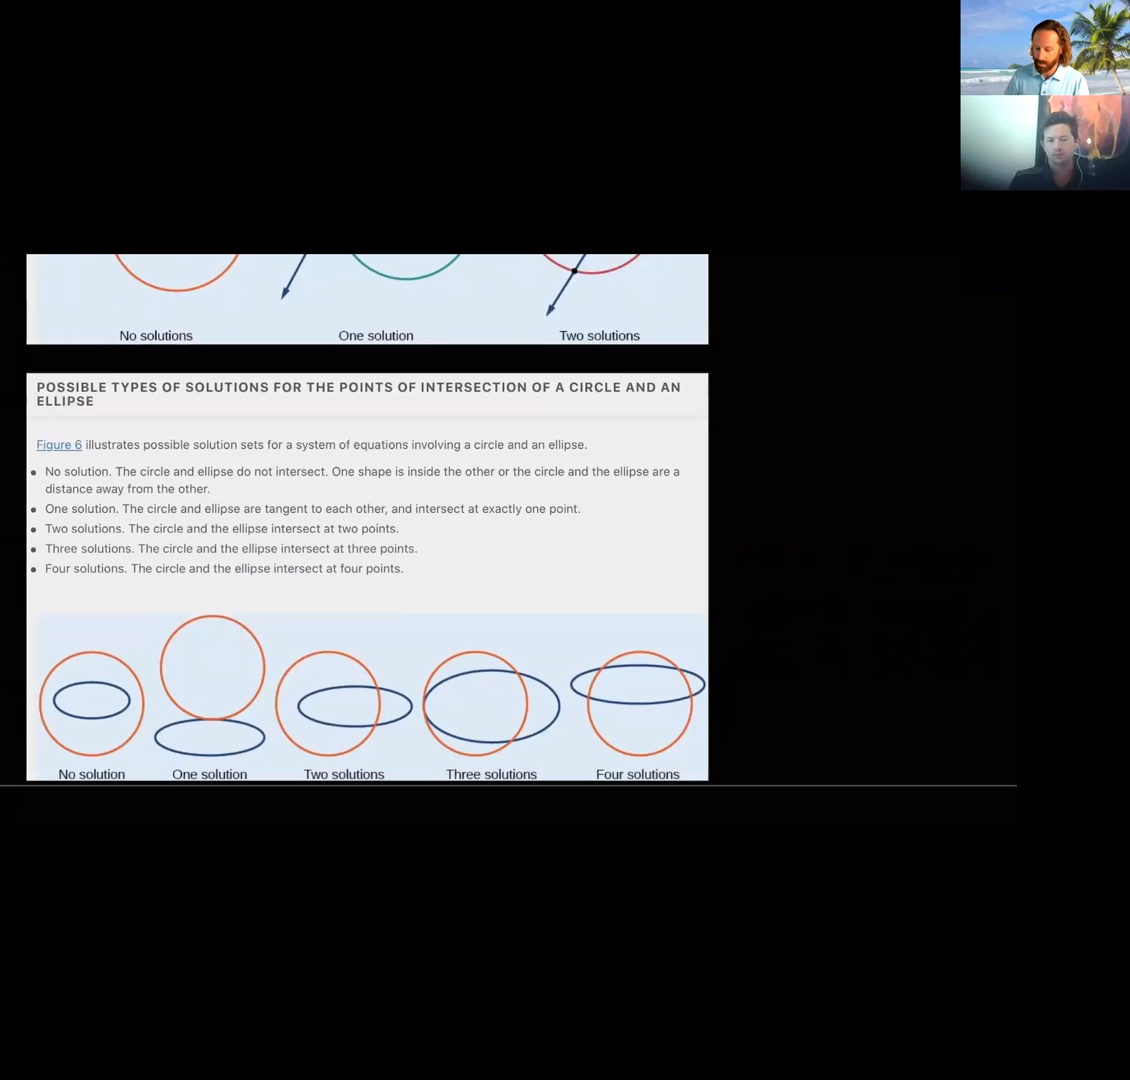 No solutions One solution Two solutions
POSSIBLE TYPES OF SOLUTIONS FOR THE POINTS OF INTERSECTION OF A CIRCLE AND AN
ELLIPSE
Figure 6 illustrates possible solution sets for a system of equations involving a circle and an ellipse.
• No solution. The circle and ellipse do not intersect. One shape is inside the other or the circle and the ellipse are a
distance away from the other.
• One solution. The circle and ellipse are tangent to each other, and intersect at exactly one point.
• Two solutions. The circle and the ellipse intersect at two points.
• Three solutions. The circle and the ellipse intersect at three points.
• Four solutions. The circle and the ellipse intersect at four points.
No solution One solution Two solutions Three solutions Four solutions